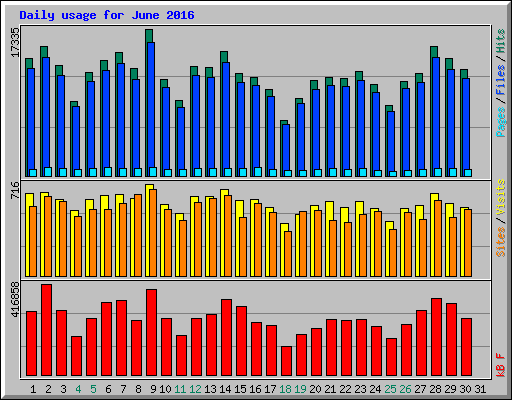 Daily usage for June 2016
17335
Pages / Files / Hits
716
Sites / Visits
416858
kB F
1 2 3 4 5 6 7 8 9 10 11 12 13 14 15 16 17 18 19 20 21 22 23 24 25 26 27 28 29 30 31